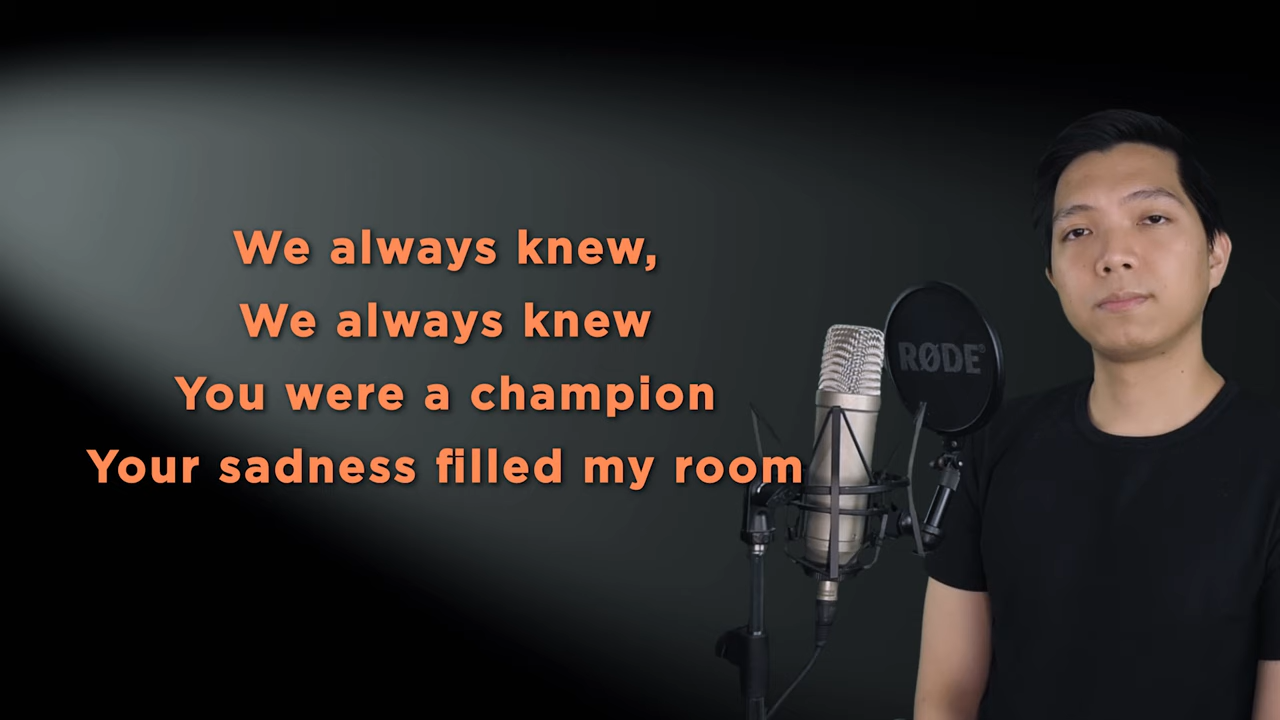 We always knew,
We always knew
You were a champion
Your sadness filled my room
RØDE®